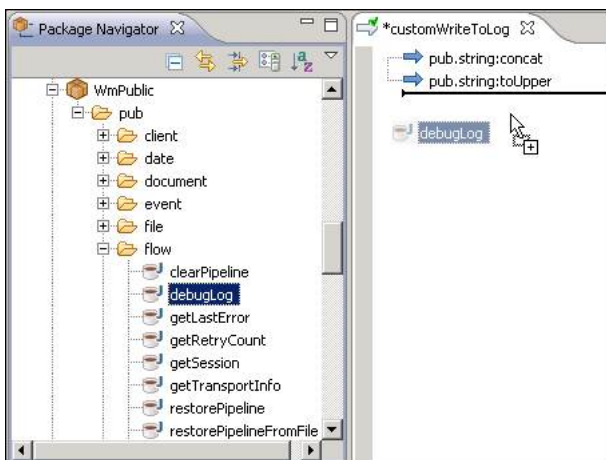 Package Navigator
WmPublic
pub
client
date
document
event
file
flow
clearPipeline
debugLog
getLastError
getRetryCount
getSession
getTransportInfo
restorePipeline
restorePipelineFromFile
*customWriteToLog
pub.string:concat
pub.string:toUpper
debugLog